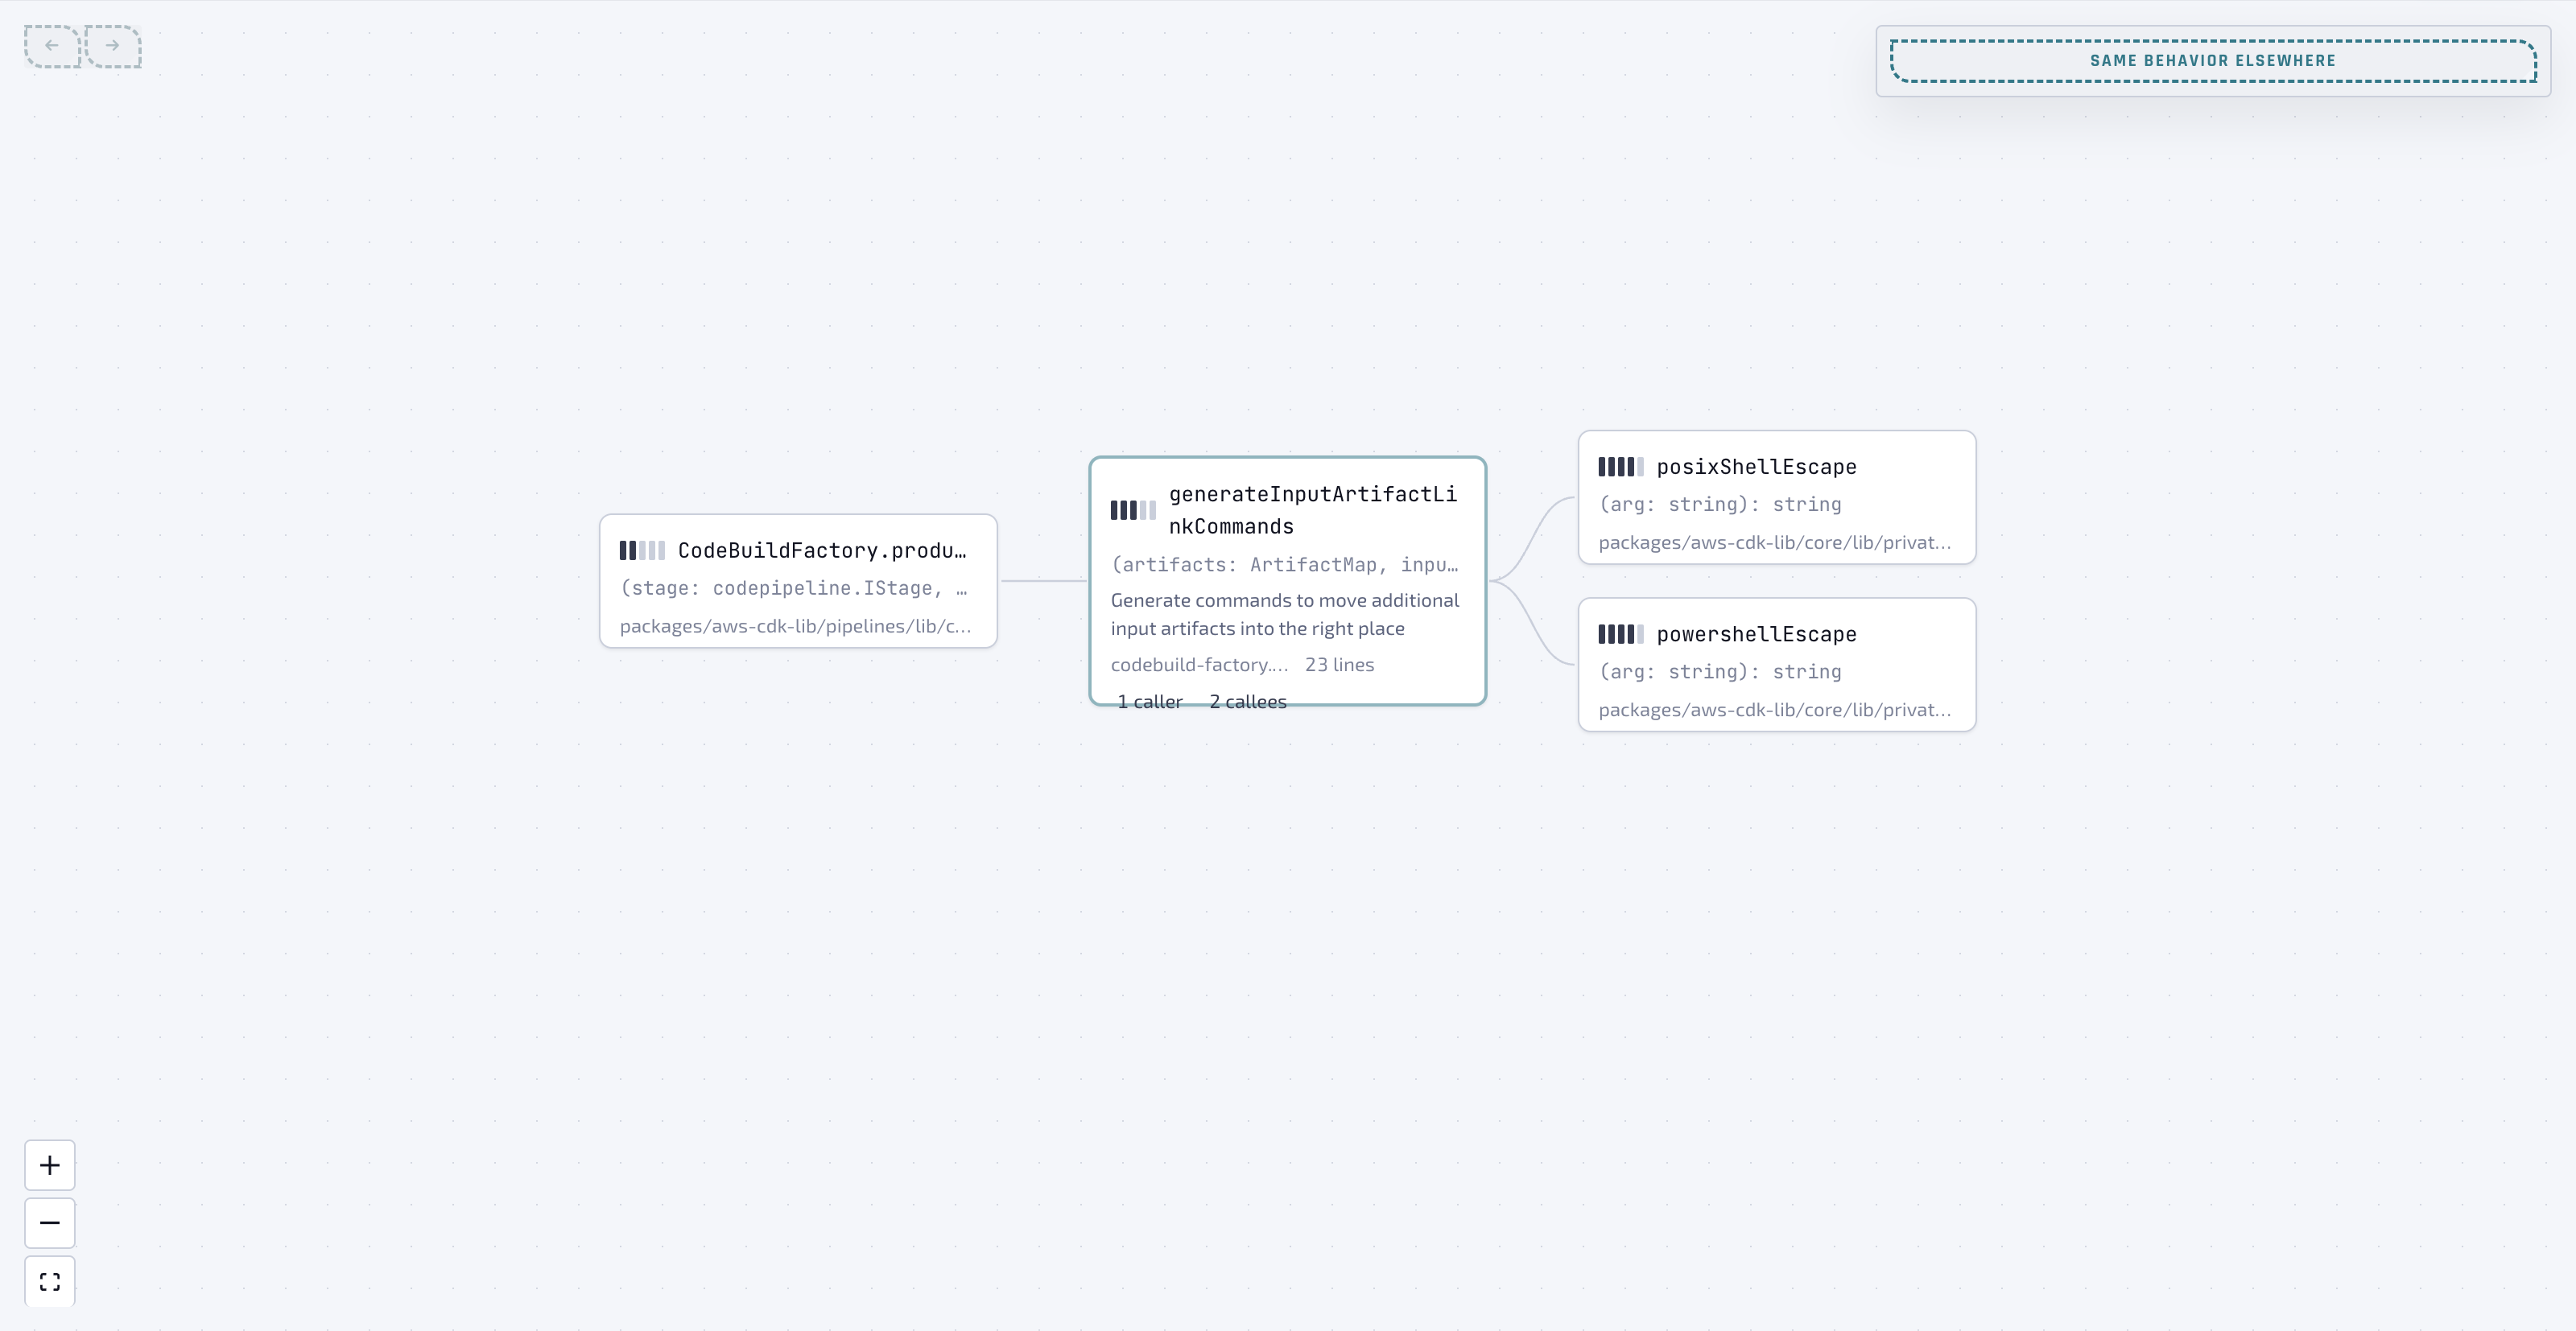 SAME BEHAVIOR ELSEWHERE
CodeBuildFactory.produ…
(stage: codepipeline.IStage, …
packages/aws-cdk-lib/pipelines/lib/c…
generateInputArtifactLi
nkCommands
(artifacts: ArtifactMap, inpu…
Generate commands to move additional
input artifacts into the right place
codebuild-factory.… 23 lines
1 caller 2 callees
posixShellEscape
(arg: string): string
packages/aws-cdk-lib/core/lib/privat…
powershellEscape
(arg: string): string
packages/aws-cdk-lib/core/lib/privat…